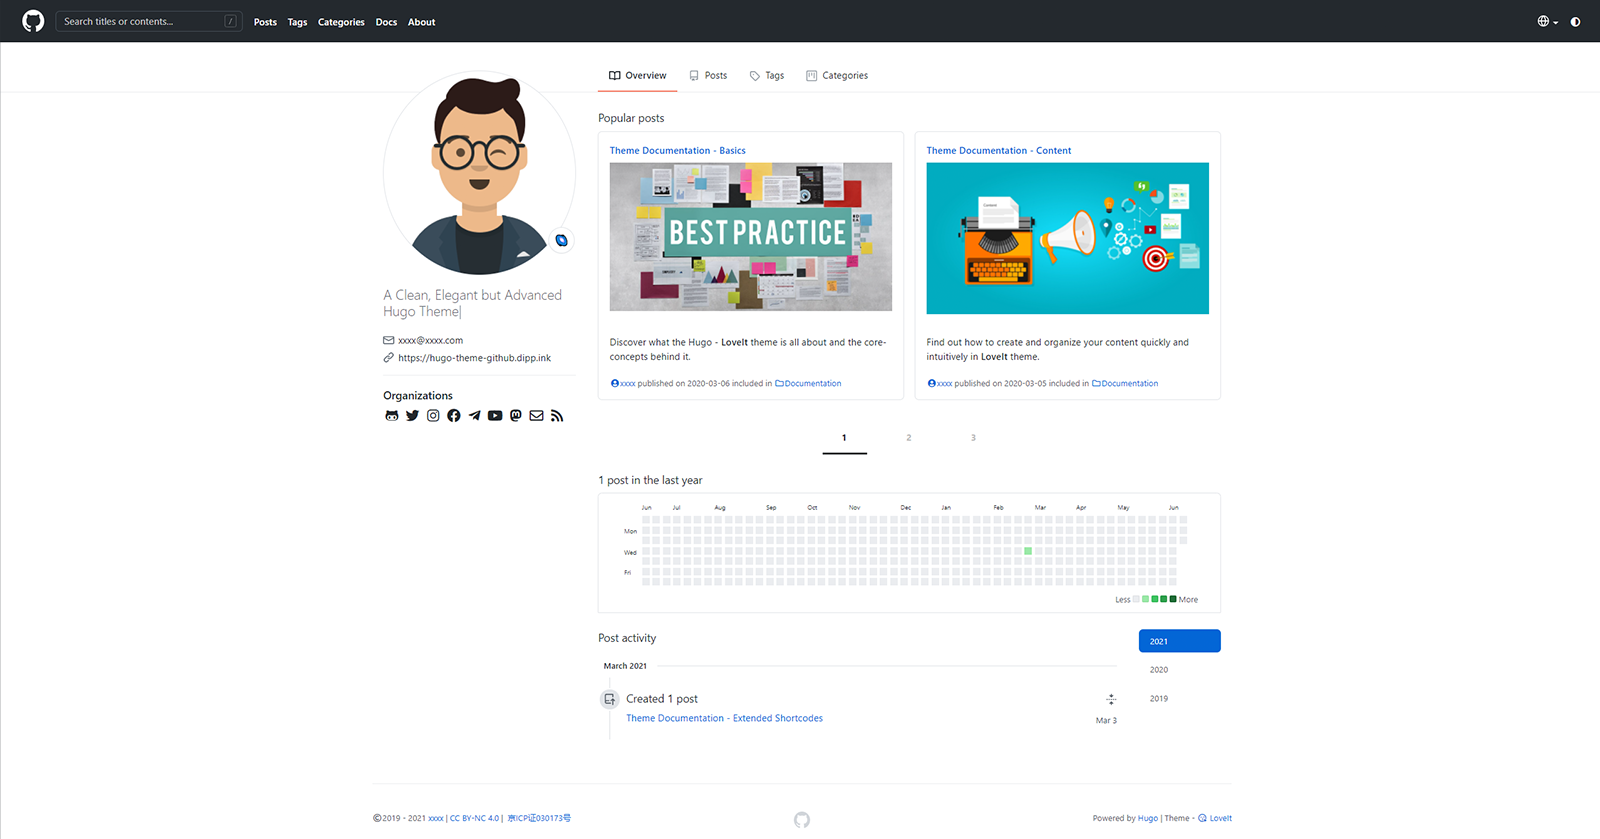 Search titles or contents... /
Posts Tags Categories Docs About
Overview Posts Tags Categories
A Clean, Elegant but Advanced
Hugo Theme|
xxxx@xxxx.com
https://hugo-theme-github.dipp.ink
Organizations
Popular posts
Theme Documentation - Basics
BEST PRACTICE
Discover what the Hugo - LoveIt theme is all about and the core-
concepts behind it.
xxxx published on 2020-03-06 included in Documentation
Theme Documentation - Content
Content
Find out how to create and organize your content quickly and
intuitively in LoveIt theme.
xxxx published on 2020-03-05 included in Documentation
1 2 3
1 post in the last year
Jun Jul Aug Sep Oct Nov Dec Jan Feb Mar Apr May Jun
Mon
Wed
Fri
Less More
Post activity
2021
2020
2019
March 2021
Created 1 post
Theme Documentation - Extended Shortcodes
Mar 3
©2019 - 2021 xxxx | CC BY-NC 4.0 | 京ICP证030173号
Powered by Hugo | Theme - LoveIt